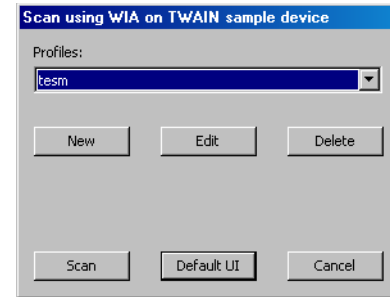 Scan using WIA on TWAIN sample device
Profiles:
tesm
New Edit Delete
Scan Default UI Cancel